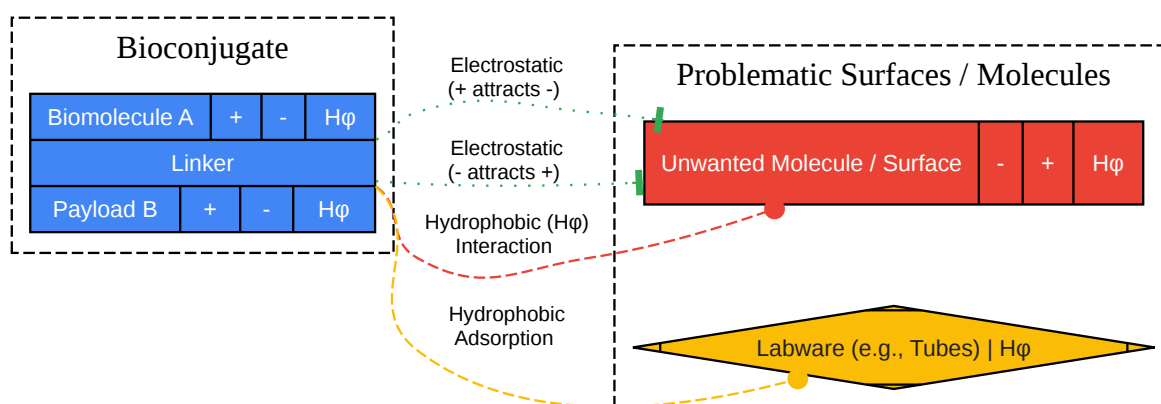 Bioconjugate
Biomolecule A + - Hφ
Linker
Payload B + - Hφ
Electrostatic
(+ attracts -)
Electrostatic
(- attracts +)
Hydrophobic (Hφ)
Interaction
Hydrophobic
Adsorption
Problematic Surfaces / Molecules
Unwanted Molecule / Surface - + Hφ
Labware (e.g., Tubes) | Hφ